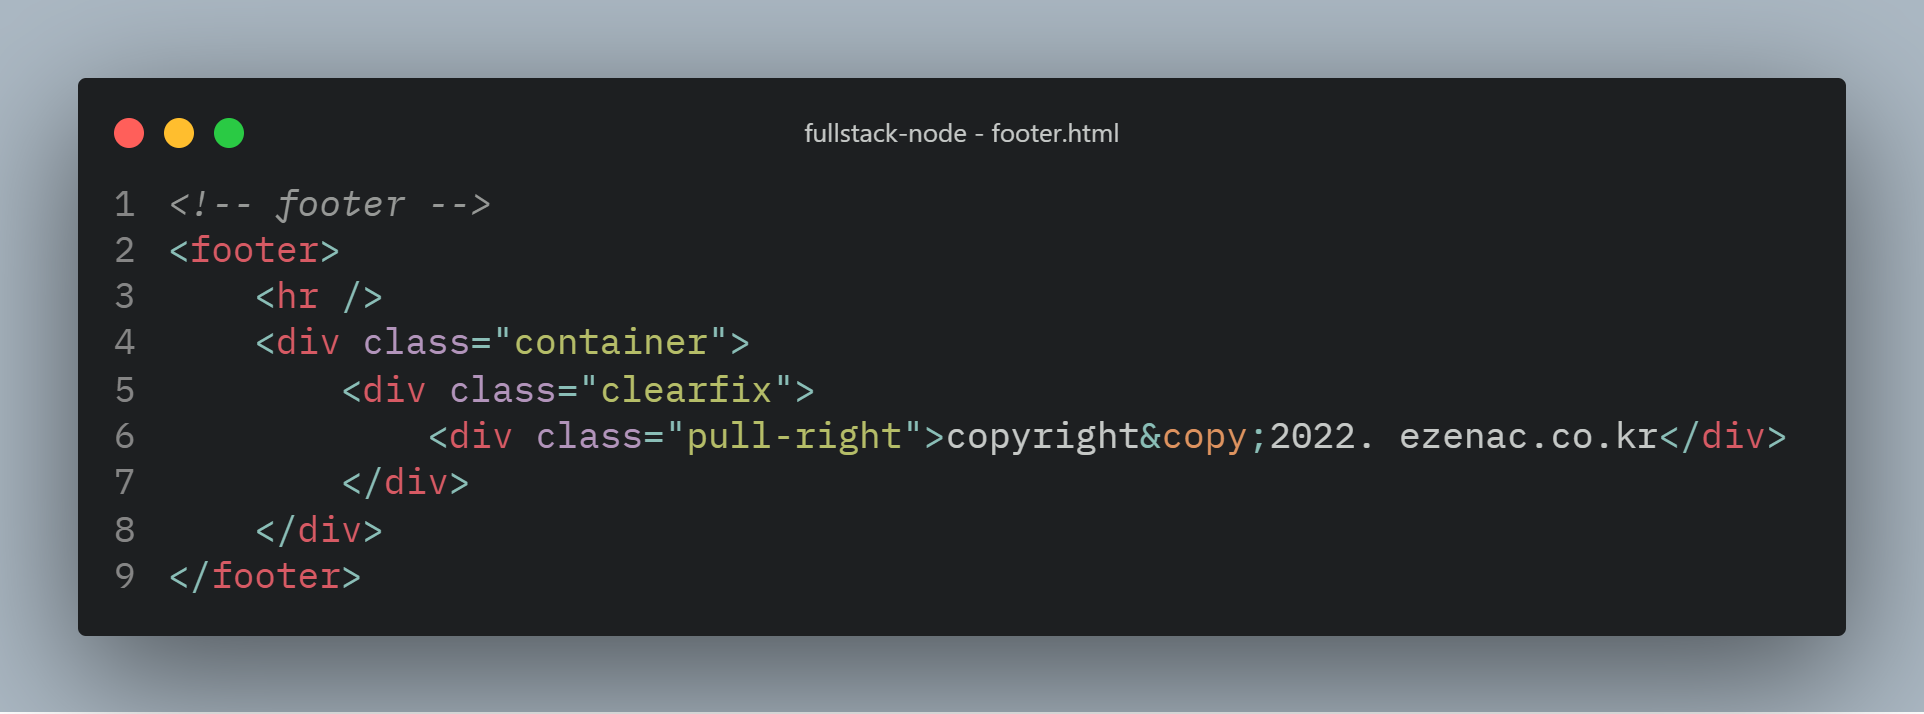 fullstack-node - footer.html
1 <!-- footer -->
2 <footer>
3     <hr />
4     <div class="container">
5         <div class="clearfix">
6             <div class="pull-right">copyright&copy;2022. ezenac.co.kr</div>
7         </div>
8     </div>
9 </footer>